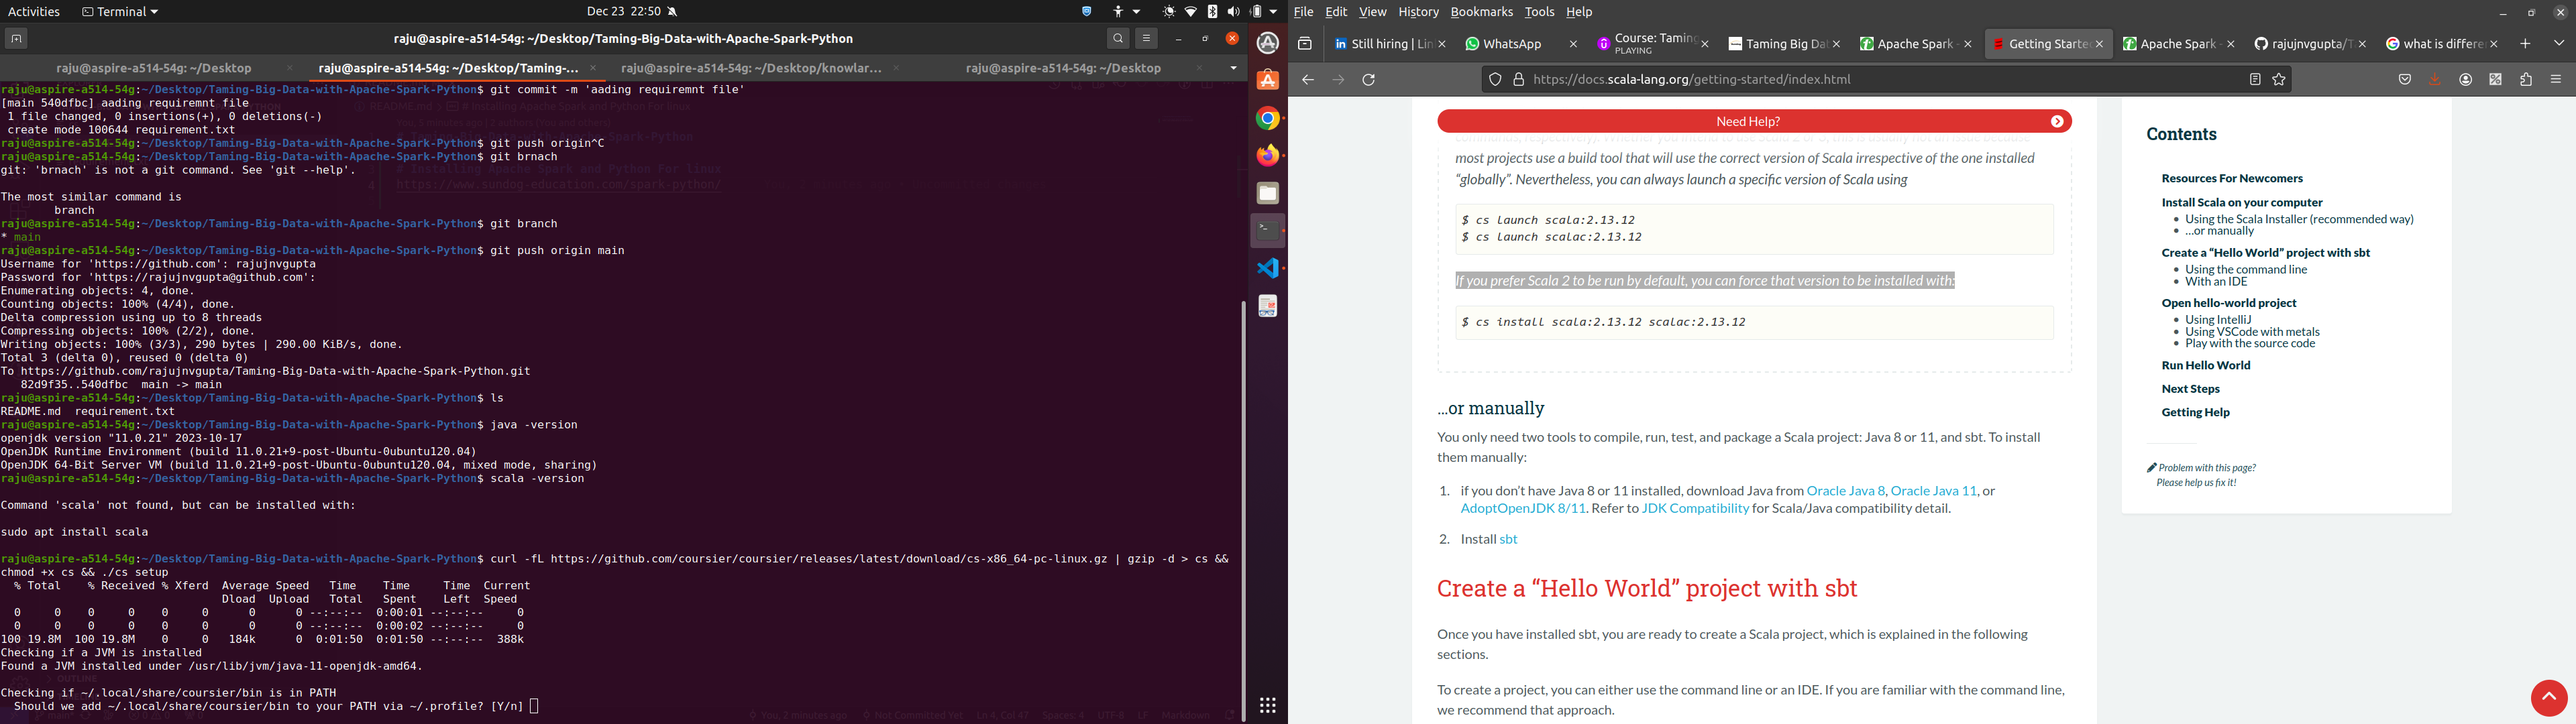 Activities
Terminal
Dec 23 22:50
raju@aspire-a514-54g: ~/Desktop/Taming-Big-Data-with-Apache-Spark-Python
raju@aspire-a514-54g: ~/Desktop
raju@aspire-a514-54g: ~/Desktop/Taming-...
raju@aspire-a514-54g: ~/Desktop/knowlar...
raju@aspire-a514-54g: ~/Desktop
raju@aspire-a514-54g:~/Desktop/Taming-Big-Data-with-Apache-Spark-Python$ git commit -m 'aading requiremnt file'
[main 540dfbc] aading requiremnt file
1 file changed, 0 insertions(+), 0 deletions(-)
create mode 100644 requirement.txt
raju@aspire-a514-54g:~/Desktop/Taming-Big-Data-with-Apache-Spark-Python$ git push origin^C
raju@aspire-a514-54g:~/Desktop/Taming-Big-Data-with-Apache-Spark-Python$ git brnach
git: 'brnach' is not a git command. See 'git --help'.
The most similar command is
branch
raju@aspire-a514-54g:~/Desktop/Taming-Big-Data-with-Apache-Spark-Python$ git branch
* main
raju@aspire-a514-54g:~/Desktop/Taming-Big-Data-with-Apache-Spark-Python$ git push origin main
Username for 'https://github.com': rajujnvgupta
Password for 'https://rajujnvgupta@github.com':
Enumerating objects: 4, done.
Counting objects: 100% (4/4), done.
Delta compression using up to 8 threads
Compressing objects: 100% (2/2), done.
Writing objects: 100% (3/3), 290 bytes | 290.00 KiB/s, done.
Total 3 (delta 0), reused 0 (delta 0)
To https://github.com/rajujnvgupta/Taming-Big-Data-with-Apache-Spark-Python.git
82d9f35..540dfbc main -> main
raju@aspire-a514-54g:~/Desktop/Taming-Big-Data-with-Apache-Spark-Python$ ls
README.md requirement.txt
raju@aspire-a514-54g:~/Desktop/Taming-Big-Data-with-Apache-Spark-Python$ java -version
openjdk version "11.0.21" 2023-10-17
OpenJDK Runtime Environment (build 11.0.21+9-post-Ubuntu-0ubuntu120.04)
OpenJDK 64-Bit Server VM (build 11.0.21+9-post-Ubuntu-0ubuntu120.04, mixed mode, sharing)
raju@aspire-a514-54g:~/Desktop/Taming-Big-Data-with-Apache-Spark-Python$ scala -version
Command 'scala' not found, but can be installed with:
sudo apt install scala
raju@aspire-a514-54g:~/Desktop/Taming-Big-Data-with-Apache-Spark-Python$ curl -fL https://github.com/coursier/coursier/releases/latest/download/cs-x86_64-pc-linux.gz | gzip -d > cs &&
chmod +x cs && ./cs setup
% Total % Received % Xferd Average Speed Time Time Time Current
Dload Upload Total Spent Left Speed
0 0 0 0 0 0 0 0 --:--:-- 0:00:01 --:--:-- 0
0 0 0 0 0 0 0 0 --:--:-- 0:00:02 --:--:-- 0
100 19.8M 100 19.8M 0 0 184k 0 0:01:50 0:01:50 --:--:-- 388k
Checking if a JVM is installed
Found a JVM installed under /usr/lib/jvm/java-11-openjdk-amd64.
Checking if ~/.local/share/coursier/bin is in PATH
Should we add ~/.local/share/coursier/bin to your PATH via ~/.profile? [Y/n]
File Edit View History Bookmarks Tools Help
Still hiring | Lin
WhatsApp
Course: Taming
PLAYING
Taming Big Dat
Apache Spark -
Getting Started
Apache Spark -
rajujnvgupta/T
what is differe
https://docs.scala-lang.org/getting-started/index.html
Need Help?
most projects use a build tool that will use the correct version of Scala irrespective of the one installed
“globally”. Nevertheless, you can always launch a specific version of Scala using
$ cs launch scala:2.13.12
$ cs launch scalac:2.13.12
If you prefer Scala 2 to be run by default, you can force that version to be installed with:
$ cs install scala:2.13.12 scalac:2.13.12
...or manually
You only need two tools to compile, run, test, and package a Scala project: Java 8 or 11, and sbt. To install
them manually:
1. if you don’t have Java 8 or 11 installed, download Java from Oracle Java 8, Oracle Java 11, or
AdoptOpenJDK 8/11. Refer to JDK Compatibility for Scala/Java compatibility detail.
2. Install sbt
Create a “Hello World” project with sbt
Once you have installed sbt, you are ready to create a Scala project, which is explained in the following
sections.
To create a project, you can either use the command line or an IDE. If you are familiar with the command line,
we recommend that approach.
Contents
Resources For Newcomers
Install Scala on your computer
Using the Scala Installer (recommended way)
...or manually
Create a “Hello World” project with sbt
Using the command line
With an IDE
Open hello-world project
Using IntelliJ
Using VSCode with metals
Play with the source code
Run Hello World
Next Steps
Getting Help
Problem with this page?
Please help us fix it!